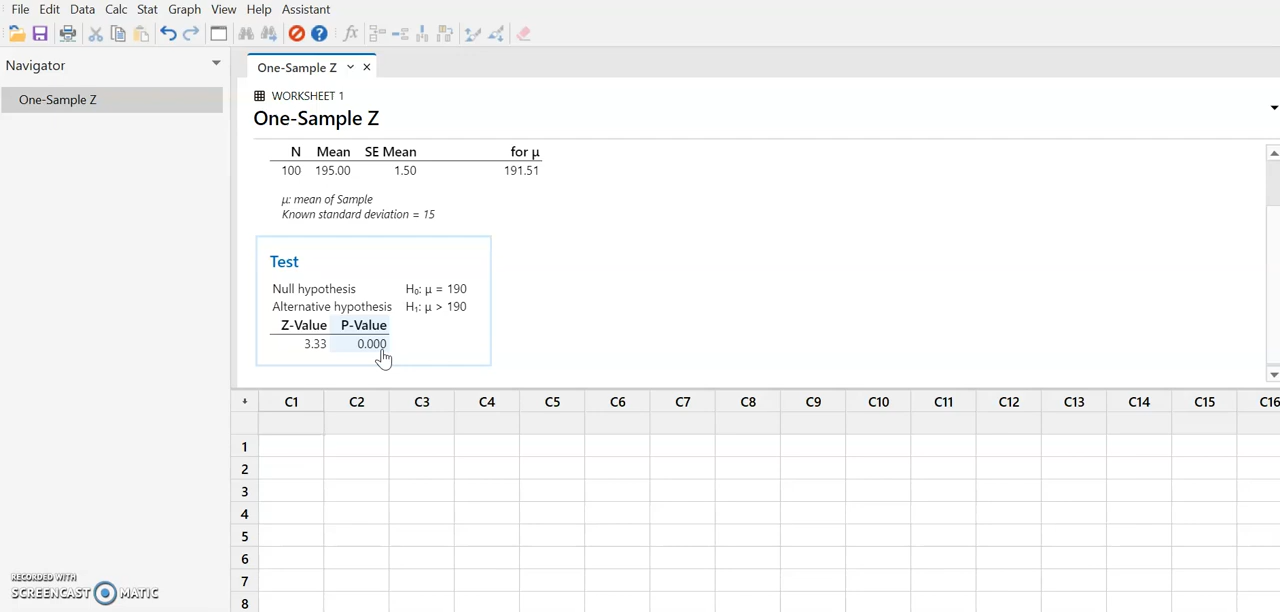 File Edit Data Calc Stat Graph View Help Assistant
fx
Navigator
One-Sample Z
One-Sample Z
WORKSHEET 1
One-Sample Z
N Mean SE Mean for μ
100 195.00 1.50 191.51
μ: mean of Sample
Known standard deviation = 15
Test
Null hypothesis H₀: μ = 190
Alternative hypothesis H₁: μ > 190
Z-Value P-Value
3.33 0.000
C1 C2 C3 C4 C5 C6 C7 C8 C9 C10 C11 C12 C13 C14 C15 C16
1
2
3
4
5
6
7
8
RECORDED WITH
SCREENCAST MATIC